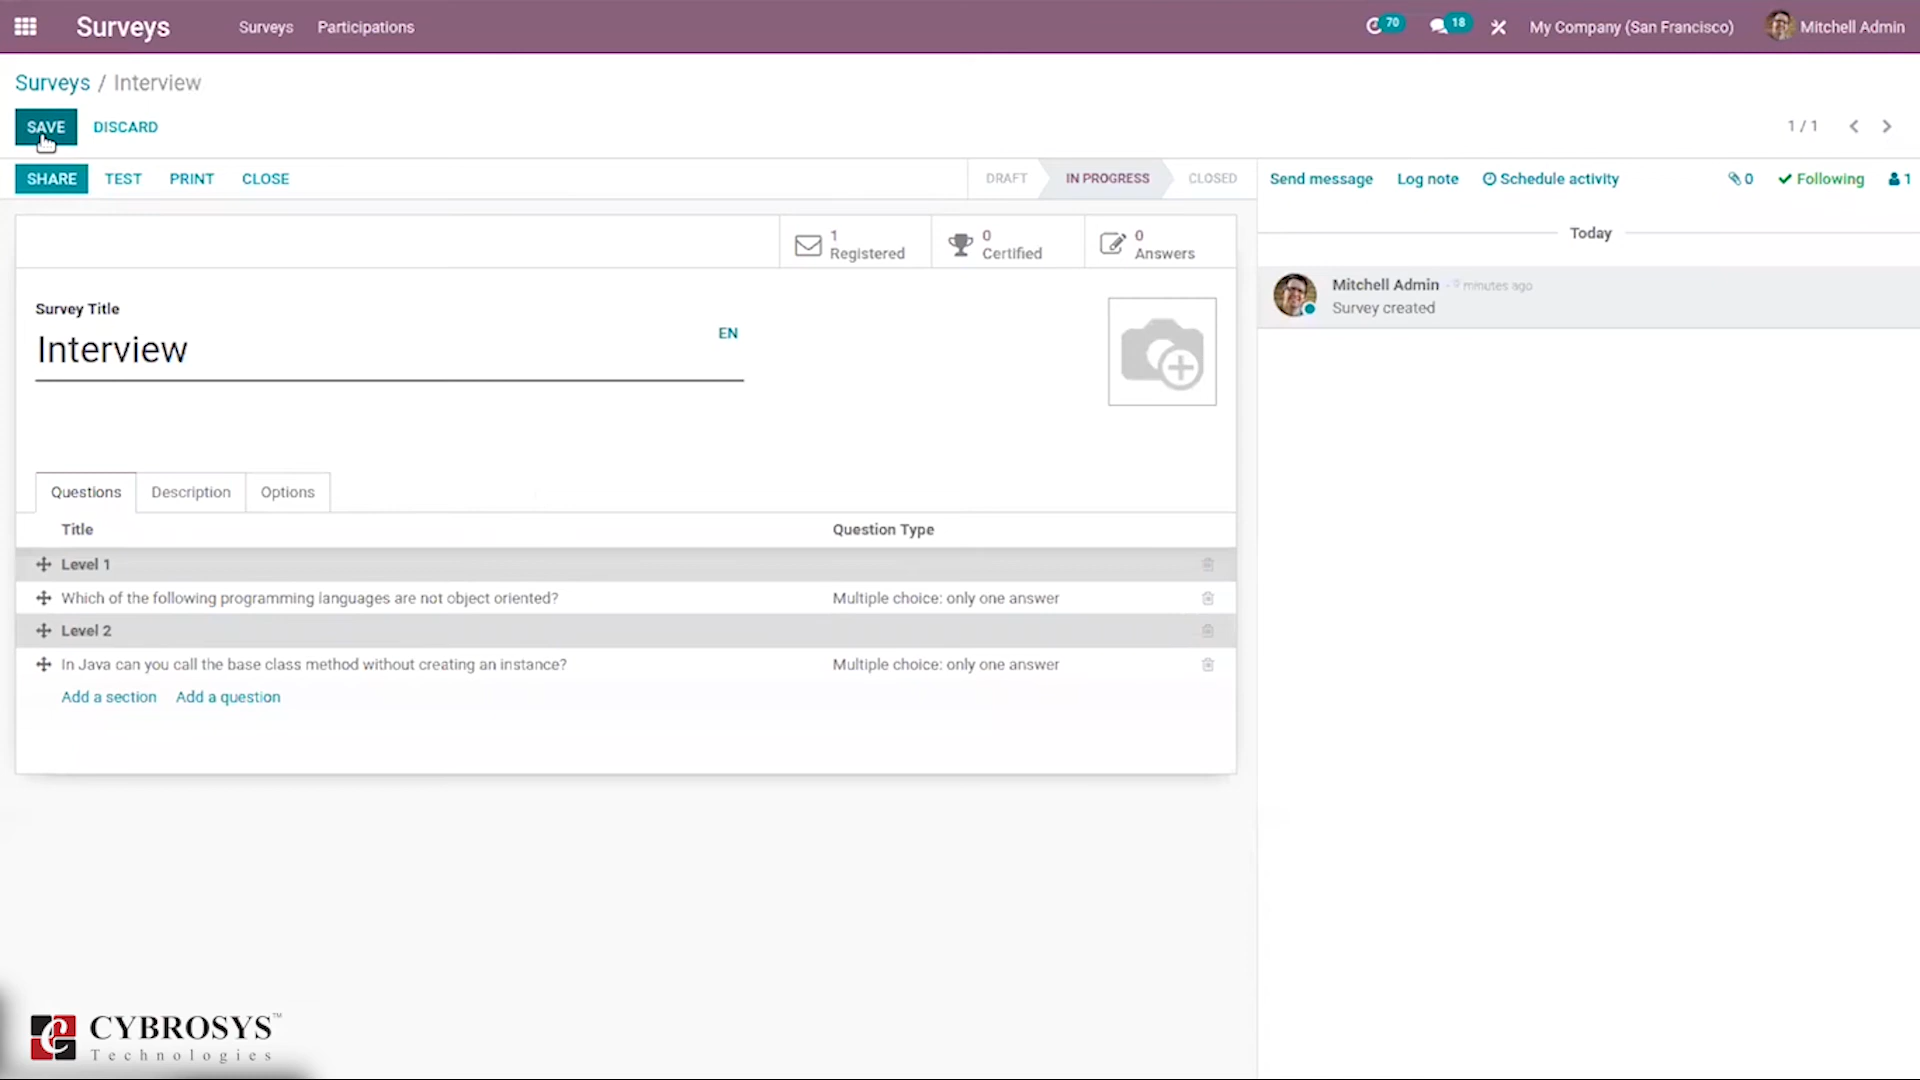 Surveys Surveys Participations 70 18 My Company (San Francisco) Mitchell Admin
Surveys / Interview
SAVE DISCARD 1 / 1
SHARE TEST PRINT CLOSE DRAFT IN PROGRESS CLOSED Send message Log note Schedule activity 0 Following 1
1 Registered
0 Certified
0 Answers
Today
Mitchell Admin - minutes ago
Survey created
Survey Title
Interview EN
Questions Description Options
Title Question Type
Level 1
Which of the following programming languages are not object oriented? Multiple choice: only one answer
Level 2
In Java can you call the base class method without creating an instance? Multiple choice: only one answer
Add a section Add a question
CYBROSYS™
Technologies